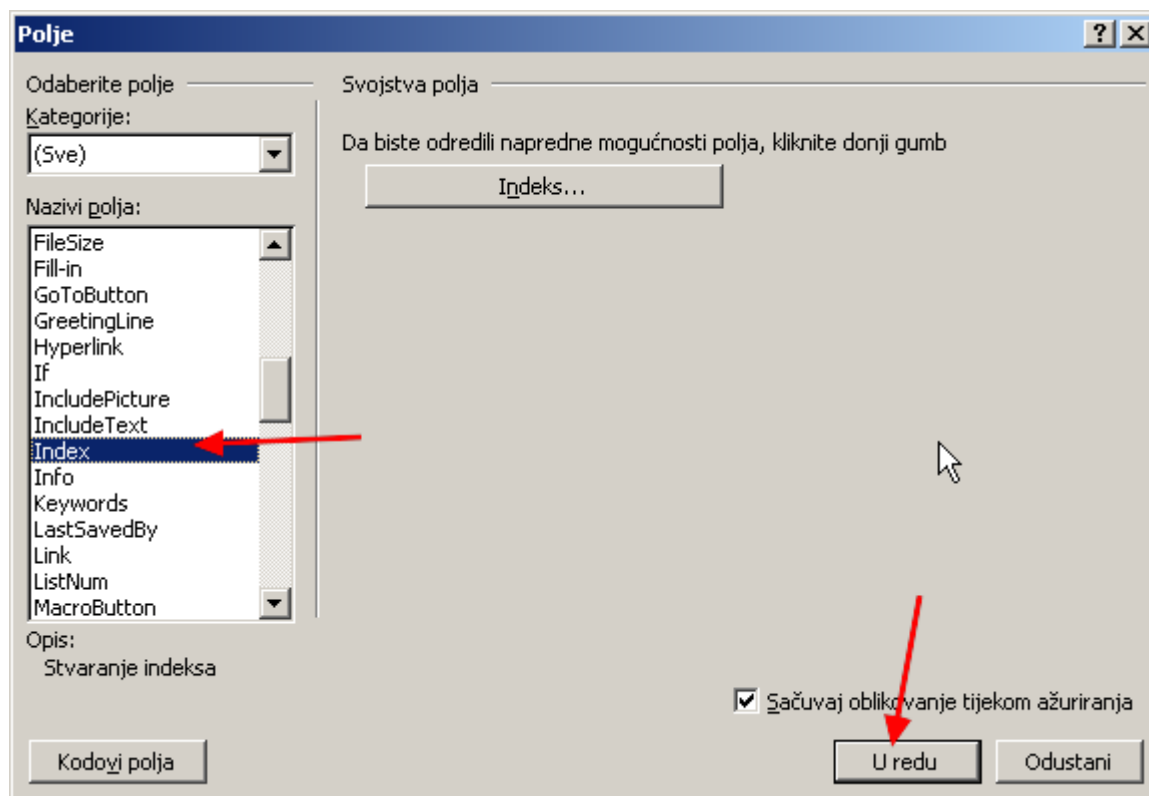 Polje
Odaberite polje
Kategorije:
(Sve)
Nazivi polja:
FileSize
Fill-in
GoToButton
GreetingLine
Hyperlink
If
IncludePicture
IncludeText
Index
Info
Keywords
LastSavedBy
Link
ListNum
MacroButton
Opis:
Stvaranje indeksa
Svojstva polja
Da biste odredili napredne mogućnosti polja, kliknite donji gumb
Indeks...
Sačuvaj oblikovanje tijekom ažuriranja
Kodovi polja
U redu
Odustani